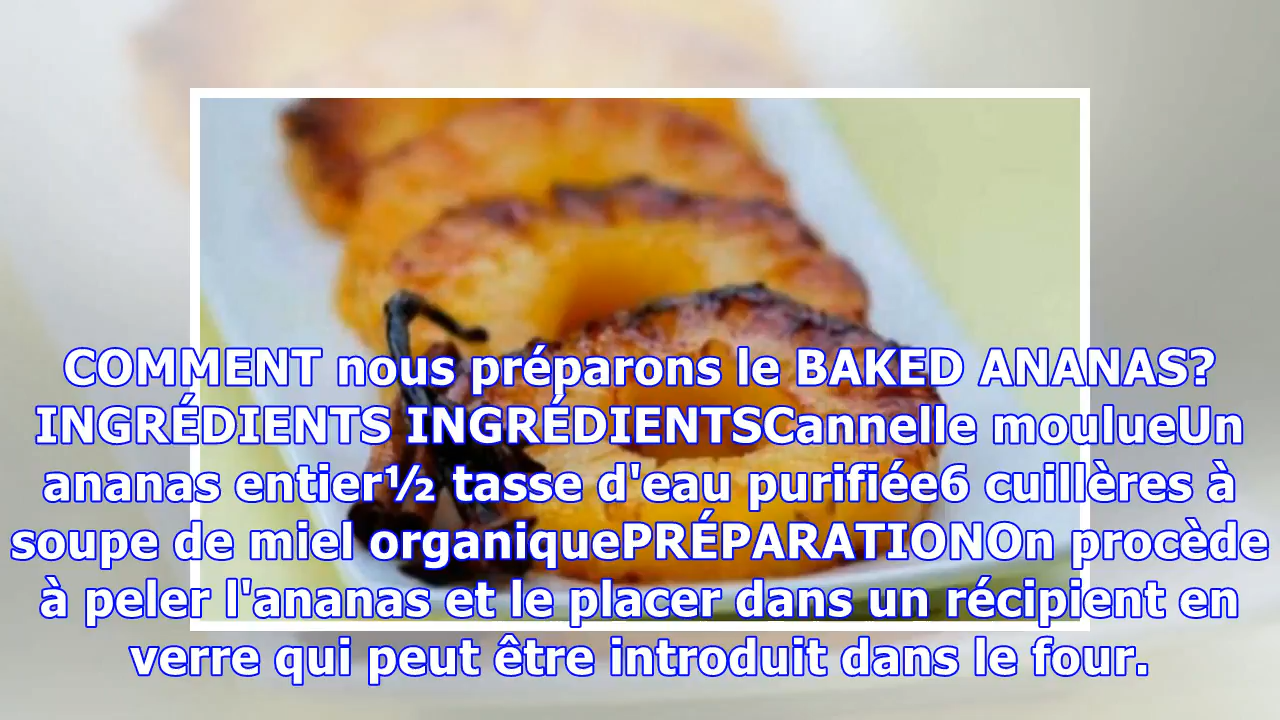 COMMENT nous préparons le BAKED ANANAS?
INGRÉDIENTS INGRÉDIENTSCannelle moulueUn
ananas entier½ tasse d'eau purifiée6 cuillères à
soupe de miel organiquePRÉPARATIONOn procède
à peler l'ananas et le placer dans un récipient en
verre qui peut être introduit dans le four.